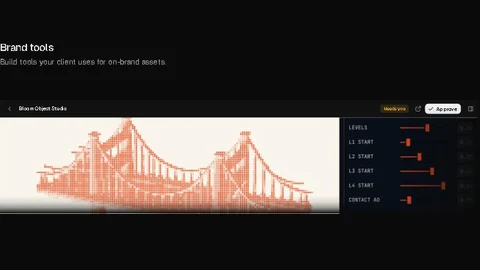 Brand tools
Build tools your client uses for on-brand assets.
Bloom Object Studio
Needs you
Approve
LEVELS
L1 START
L2 START
L3 START
L4 START
CONTACT AO